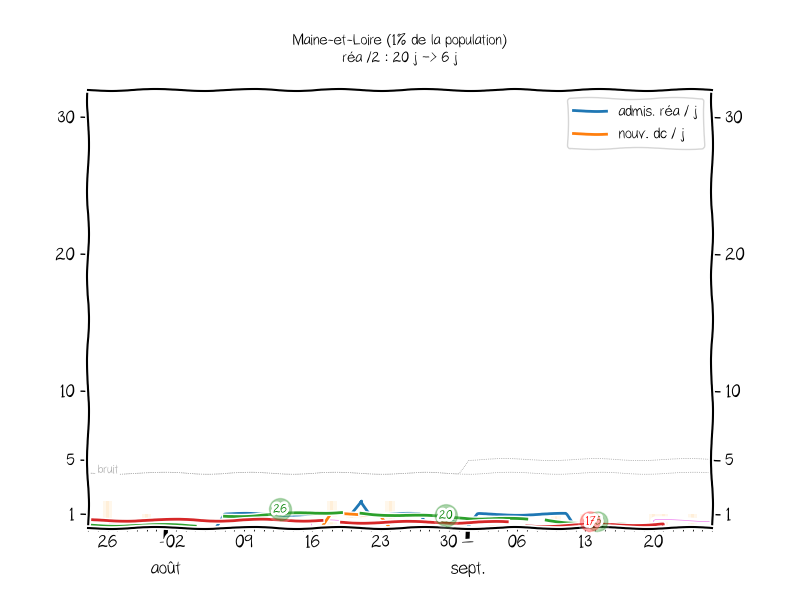 Maine-et-Loire (1% de la population)
réa /2 : 20 j -> 6 j
admis. réa / j
nouv. dc / j
30
30
20
20
10
10
5
5
bruit
1
1
26
20
26 02 09 16 23 30 06 13 20
août sept.